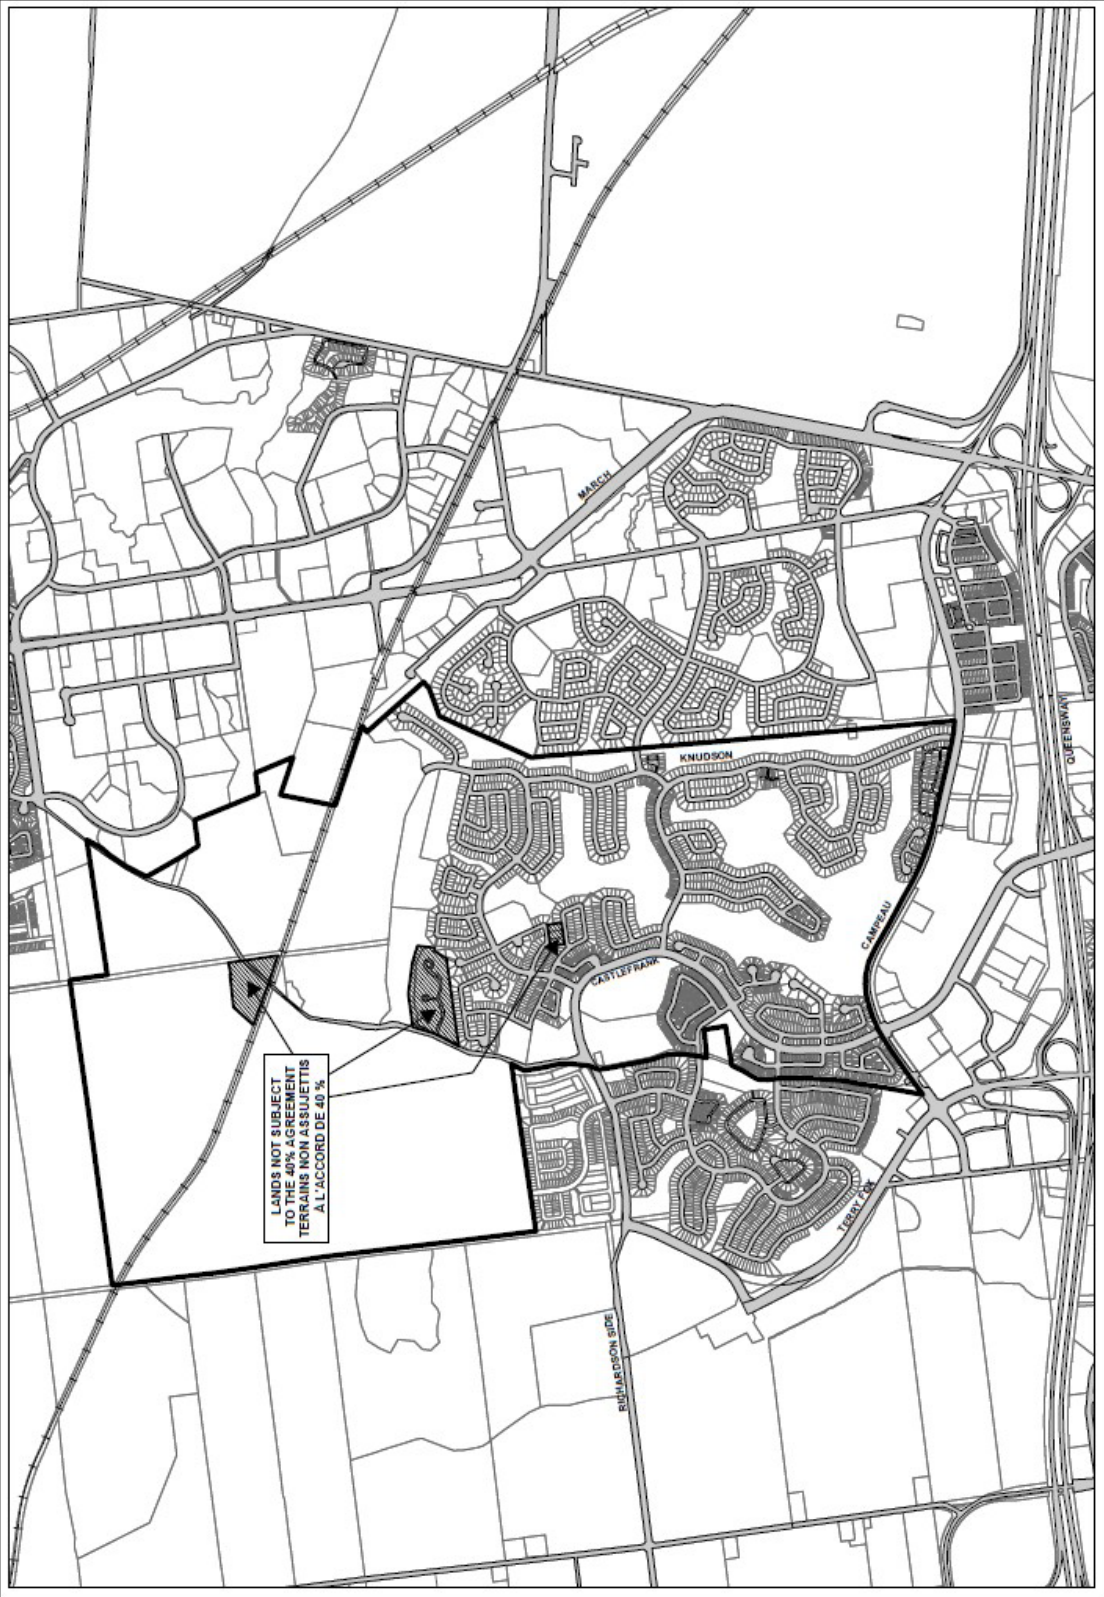 MARCH
KNUDSON
QUEENSWAY
CAMPEAU
CASTLEFRANK
LANDS NOT SUBJECT
TO THE 40% AGREEMENT
TERRAINS NON ASSUJETTIS
A L'ACCORD DE 40 %
TERRY FOX
RICHARDSON SIDE